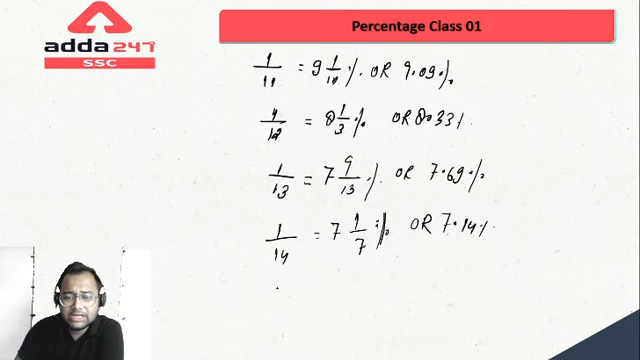 Percentage Class 01
adda247
SSC
1/11 = 9 1/11 % OR 9.09%
1/12 = 8 1/3 % OR 8.33%
1/13 = 7 9/13 % OR 7.69%
1/14 = 7 1/7 % OR 7.14%